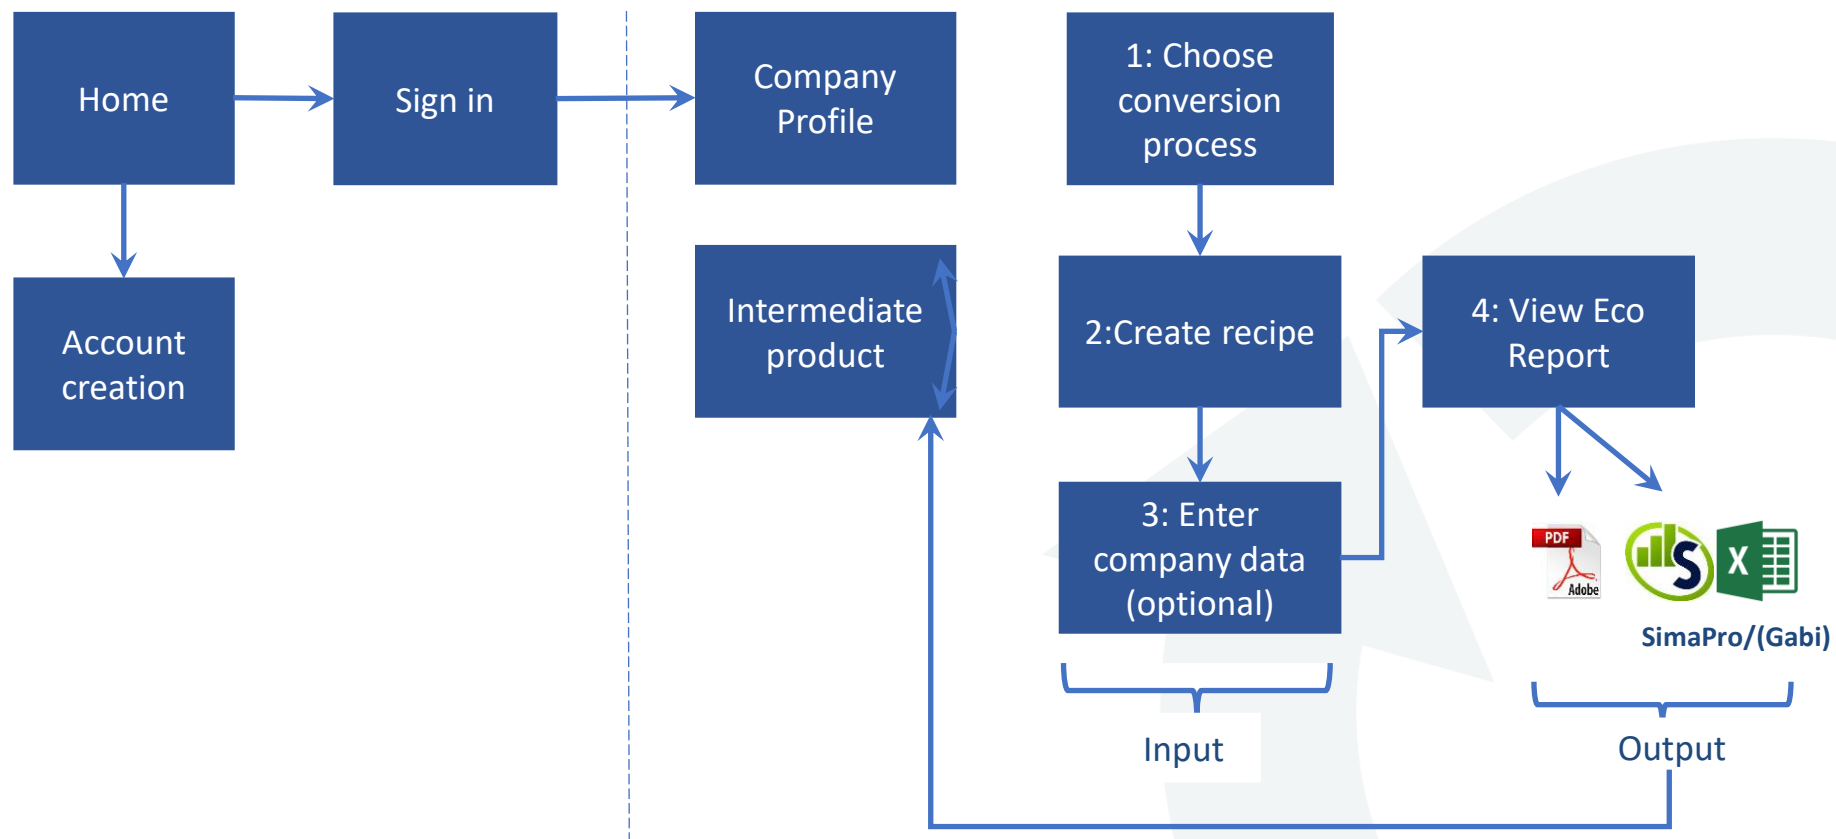 Home
Sign in
Company
Profile
1: Choose
conversion
process
Account
creation
Intermediate
product
2:Create recipe
4: View Eco
Report
3: Enter
company data
(optional)
PDF
Adobe
S
X
SimaPro/(Gabi)
Input
Output